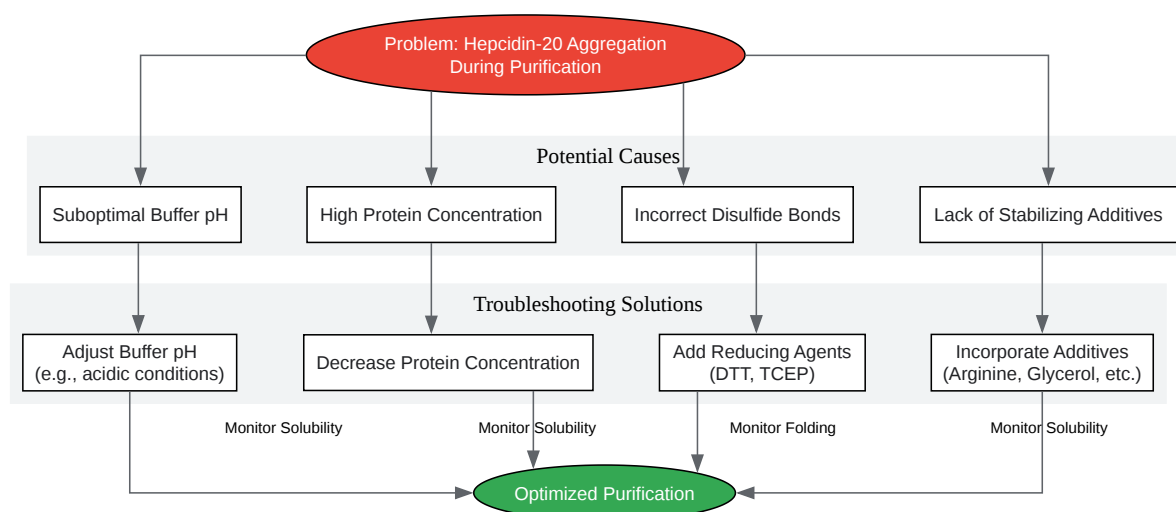 Problem: Hepcidin-20 Aggregation
During Purification
Potential Causes
Suboptimal Buffer pH
High Protein Concentration
Incorrect Disulfide Bonds
Lack of Stabilizing Additives
Troubleshooting Solutions
Adjust Buffer pH
(e.g., acidic conditions)
Decrease Protein Concentration
Add Reducing Agents
(DTT, TCEP)
Incorporate Additives
(Arginine, Glycerol, etc.)
Monitor Solubility
Monitor Solubility
Monitor Folding
Monitor Solubility
Optimized Purification